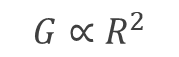 G ∝ R²